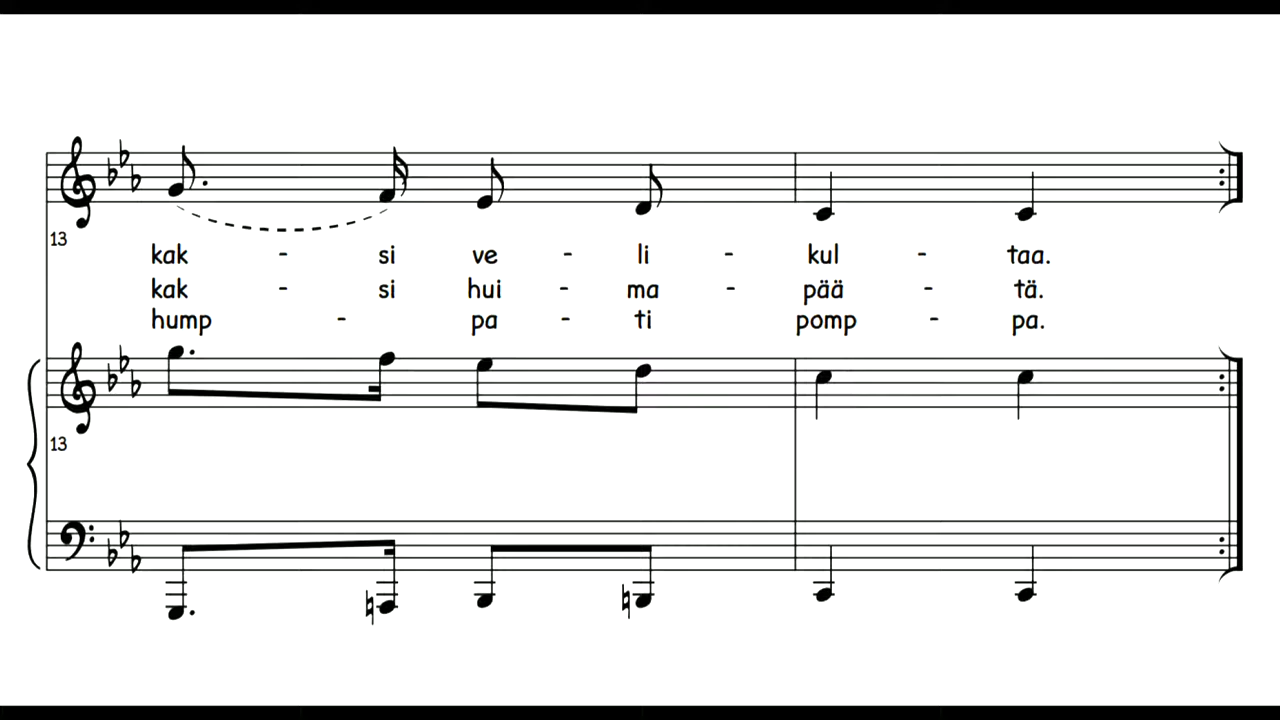 13
kak - si ve - li - kul - taa.
kak - si hui - ma - pää - tä.
hump - pa - ti pomp - pa.
13